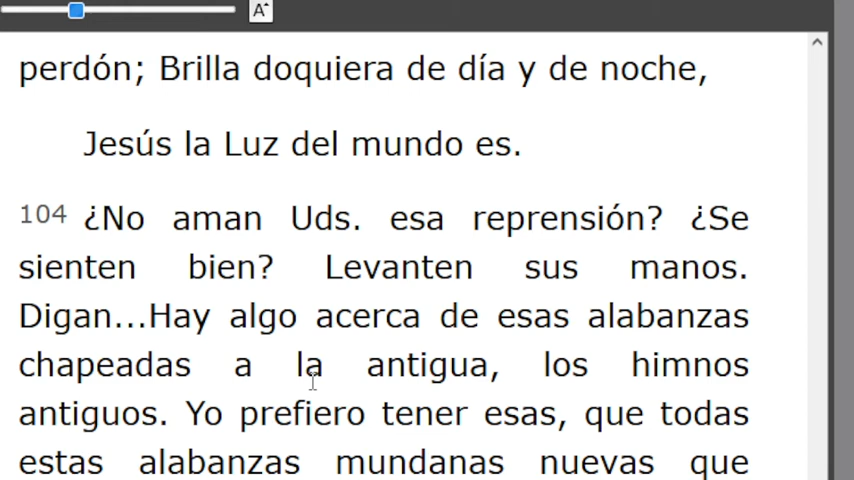 A
perdón; Brilla doquiera de día y de noche,
Jesús la Luz del mundo es.
104 ¿No aman Uds. esa reprensión? ¿Se
sienten bien? Levanten sus manos.
Digan...Hay algo acerca de esas alabanzas
chapeadas a la antigua, los himnos
antiguos. Yo prefiero tener esas, que todas
estas alabanzas mundanas nuevas que